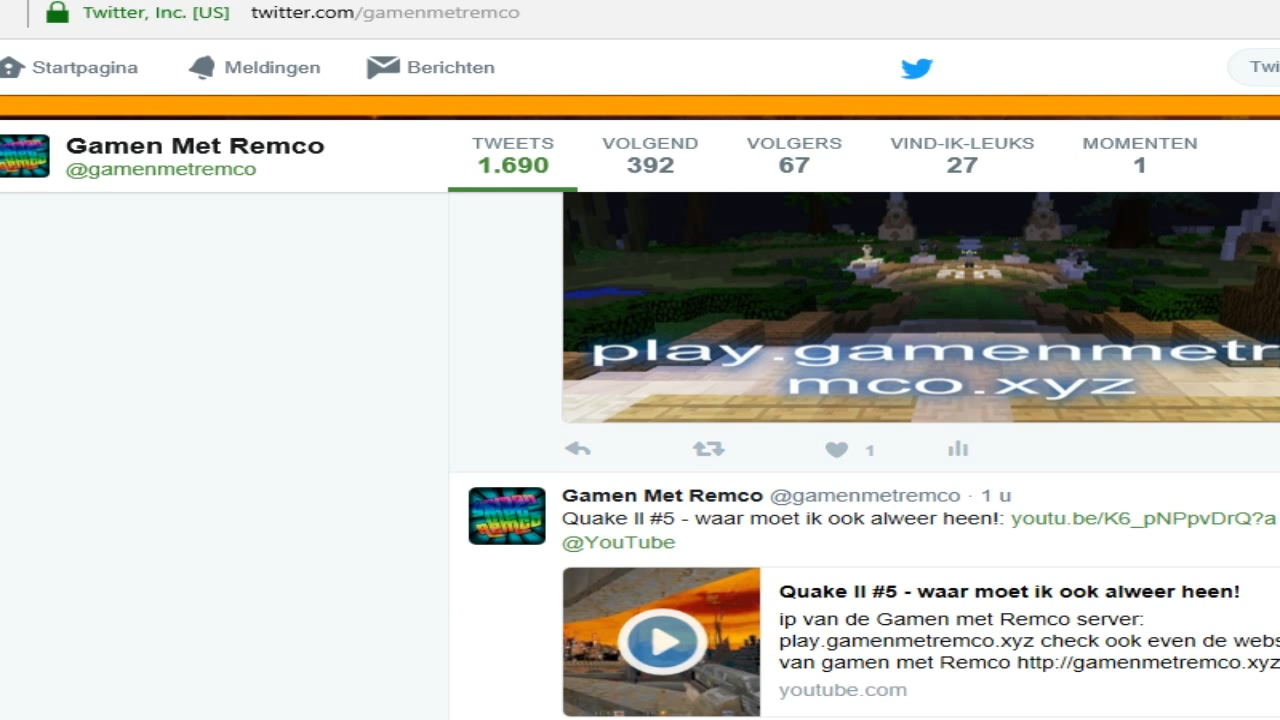 Twitter, Inc. [US] twitter.com/gamenmetremco
Startpagina Meldingen Berichten
Twi
Gamen Met Remco
@gamenmetremco
TWEETS VOLGEND VOLGERS VIND-IK-LEUKS MOMENTEN
1.690 392 67 27 1
play.gamenmetr
mco.xyz
1
Gamen Met Remco @gamenmetremco · 1 u
Quake II #5 - waar moet ik ook alweer heen!: youtu.be/K6_pNPpvDrQ?a
@YouTube
Quake II #5 - waar moet ik ook alweer heen!
ip van de Gamen met Remco server:
play.gamenmetremco.xyz check ook even de webs
van gamen met Remco http://gamenmetremco.xyz
youtube.com